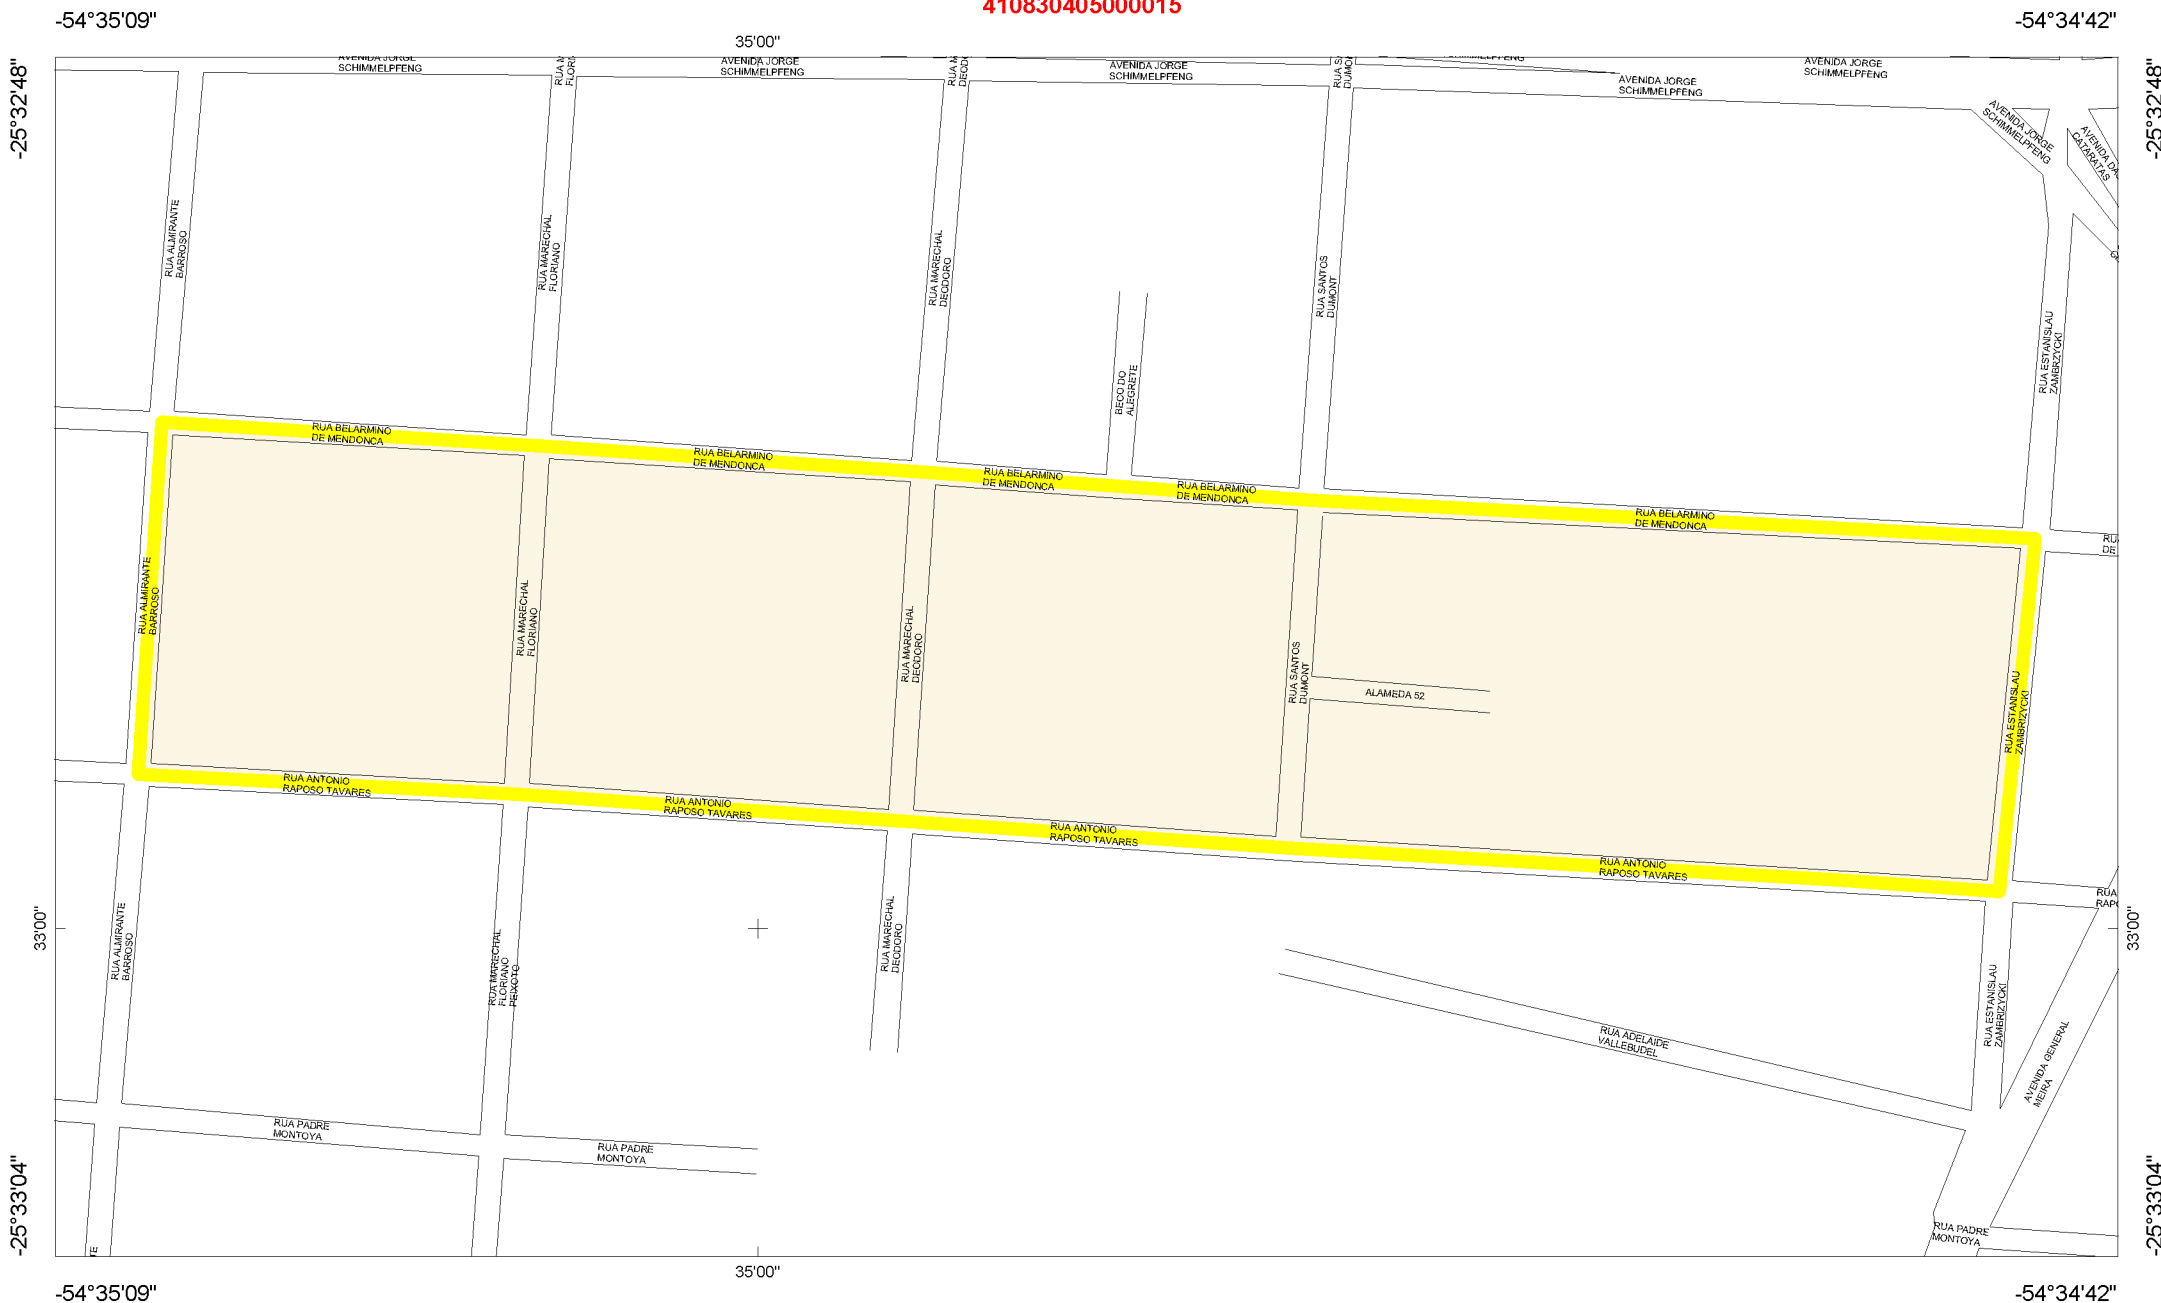 410830405000015
-54°35'09"
-54°34'42"
35'00"
-25°32'48"
-25°32'48"
AVENIDA JORGE
SCHIMMELPFENG
AVENIDA JORGE
SCHIMMELPFENG
AVENIDA JORGE
SCHIMMELPFENG
AVENIDA JORGE
SCHIMMELPFENG
AVENIDA JORGE
SCHIMMELPFENG
AVENIDA JORGE
SCHIMMELPFENG
CATARATAS
RUA ALMIRANTE
BARROSO
RUA MARECHAL
FLORIANO
RUA MARECHAL
DEODORO
RUA SANTOS
DUMONT
RUA ESTANISLAU
ZAMBRZYCKI
BECO DO
ALEGRETE
RUA BELARMINO
DE MENDONCA
RUA BELARMINO
DE MENDONCA
RUA BELARMINO
DE MENDONCA
RUA BELARMINO
DE MENDONCA
RUA BELARMINO
DE MENDONCA
RUA ALMIRANTE
BARROSO
RUA MARECHAL
FLORIANO
RUA MARECHAL
DEODORO
RUA SANTOS
DUMONT
ALAMEDA 52
RUA ESTANISLAU
ZAMBRIZYCKI
RUA ANTONIO
RAPOSO TAVARES
RUA ANTONIO
RAPOSO TAVARES
RUA ANTONIO
RAPOSO TAVARES
RUA ANTONIO
RAPOSO TAVARES
RUA
33'00"
33'00"
RUA ALMIRANTE
BARROSO
RUA MARECHAL
FLORIANO
PEIXOTO
RUA MARECHAL
DEODORO
RUA ADELAIDE
VALLEBUDEL
RUA ESTANISLAU
ZAMBRIZYCKI
AVENIDA GENERAL
MEIRA
RUA PADRE
MONTOYA
RUA PADRE
MONTOYA
RUA PADRE
MONTOYA
-25°33'04"
-25°33'04"
35'00"
-54°35'09"
-54°34'42"